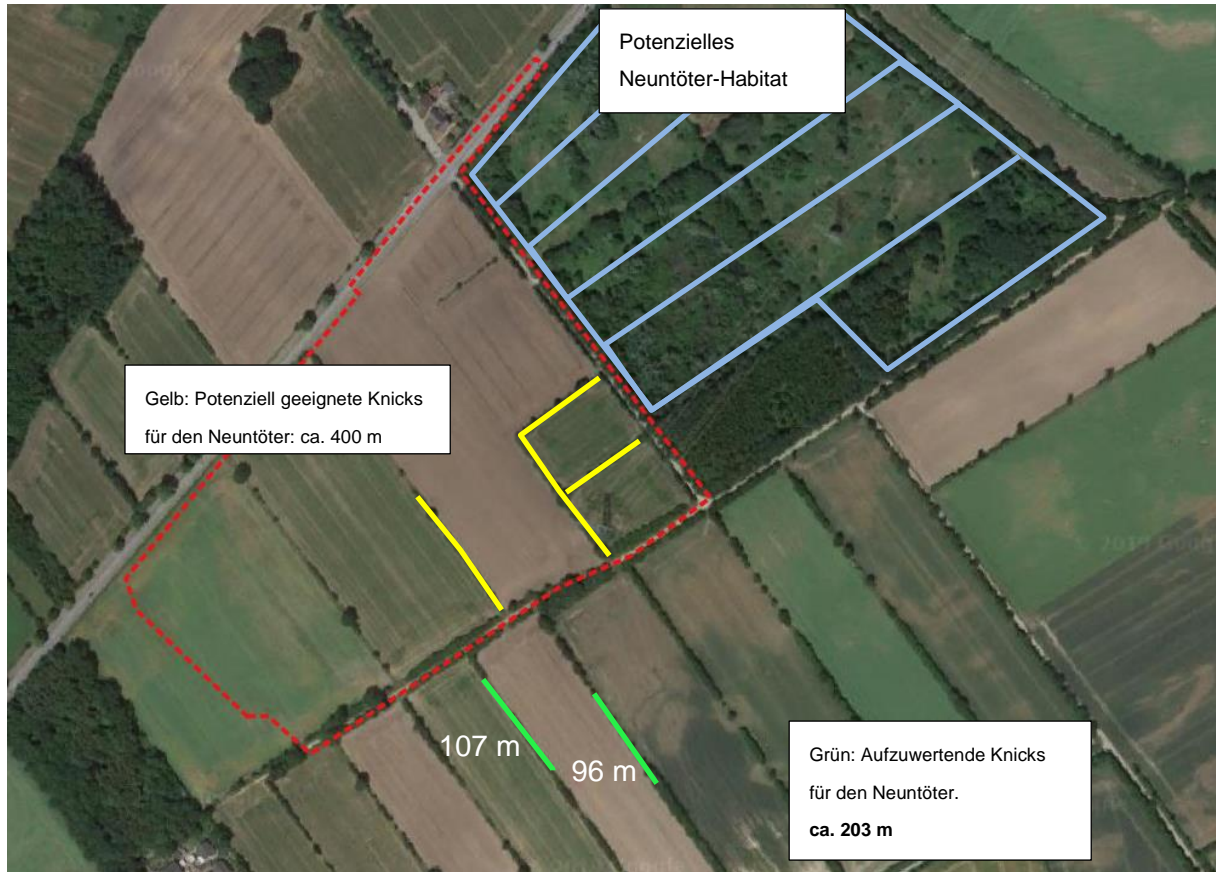 Potenzielles
Neuntöter-Habitat
Gelb: Potenziell geeignete Knicks
für den Neuntöter: ca. 400 m
107 m
96 m
Grün: Aufzuwertende Knicks
für den Neuntöter.
ca. 203 m